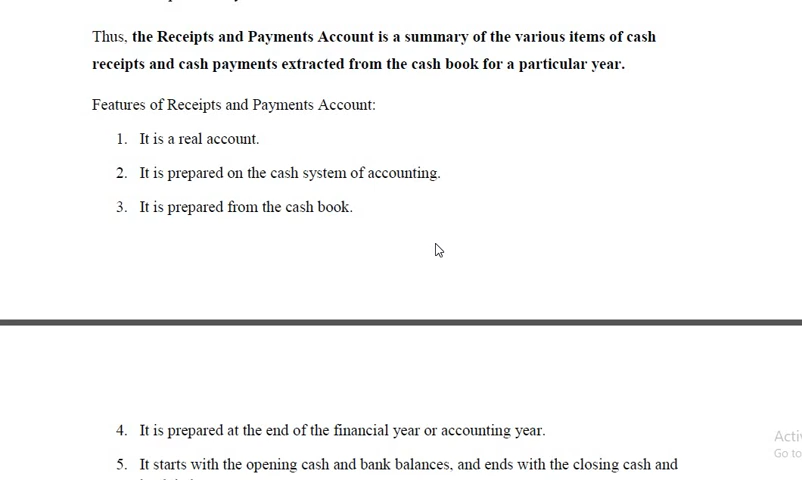 Thus, the Receipts and Payments Account is a summary of the various items of cash
receipts and cash payments extracted from the cash book for a particular year.
Features of Receipts and Payments Account:
1. It is a real account.
2. It is prepared on the cash system of accounting.
3. It is prepared from the cash book.
4. It is prepared at the end of the financial year or accounting year.
5. It starts with the opening cash and bank balances, and ends with the closing cash and
Go to